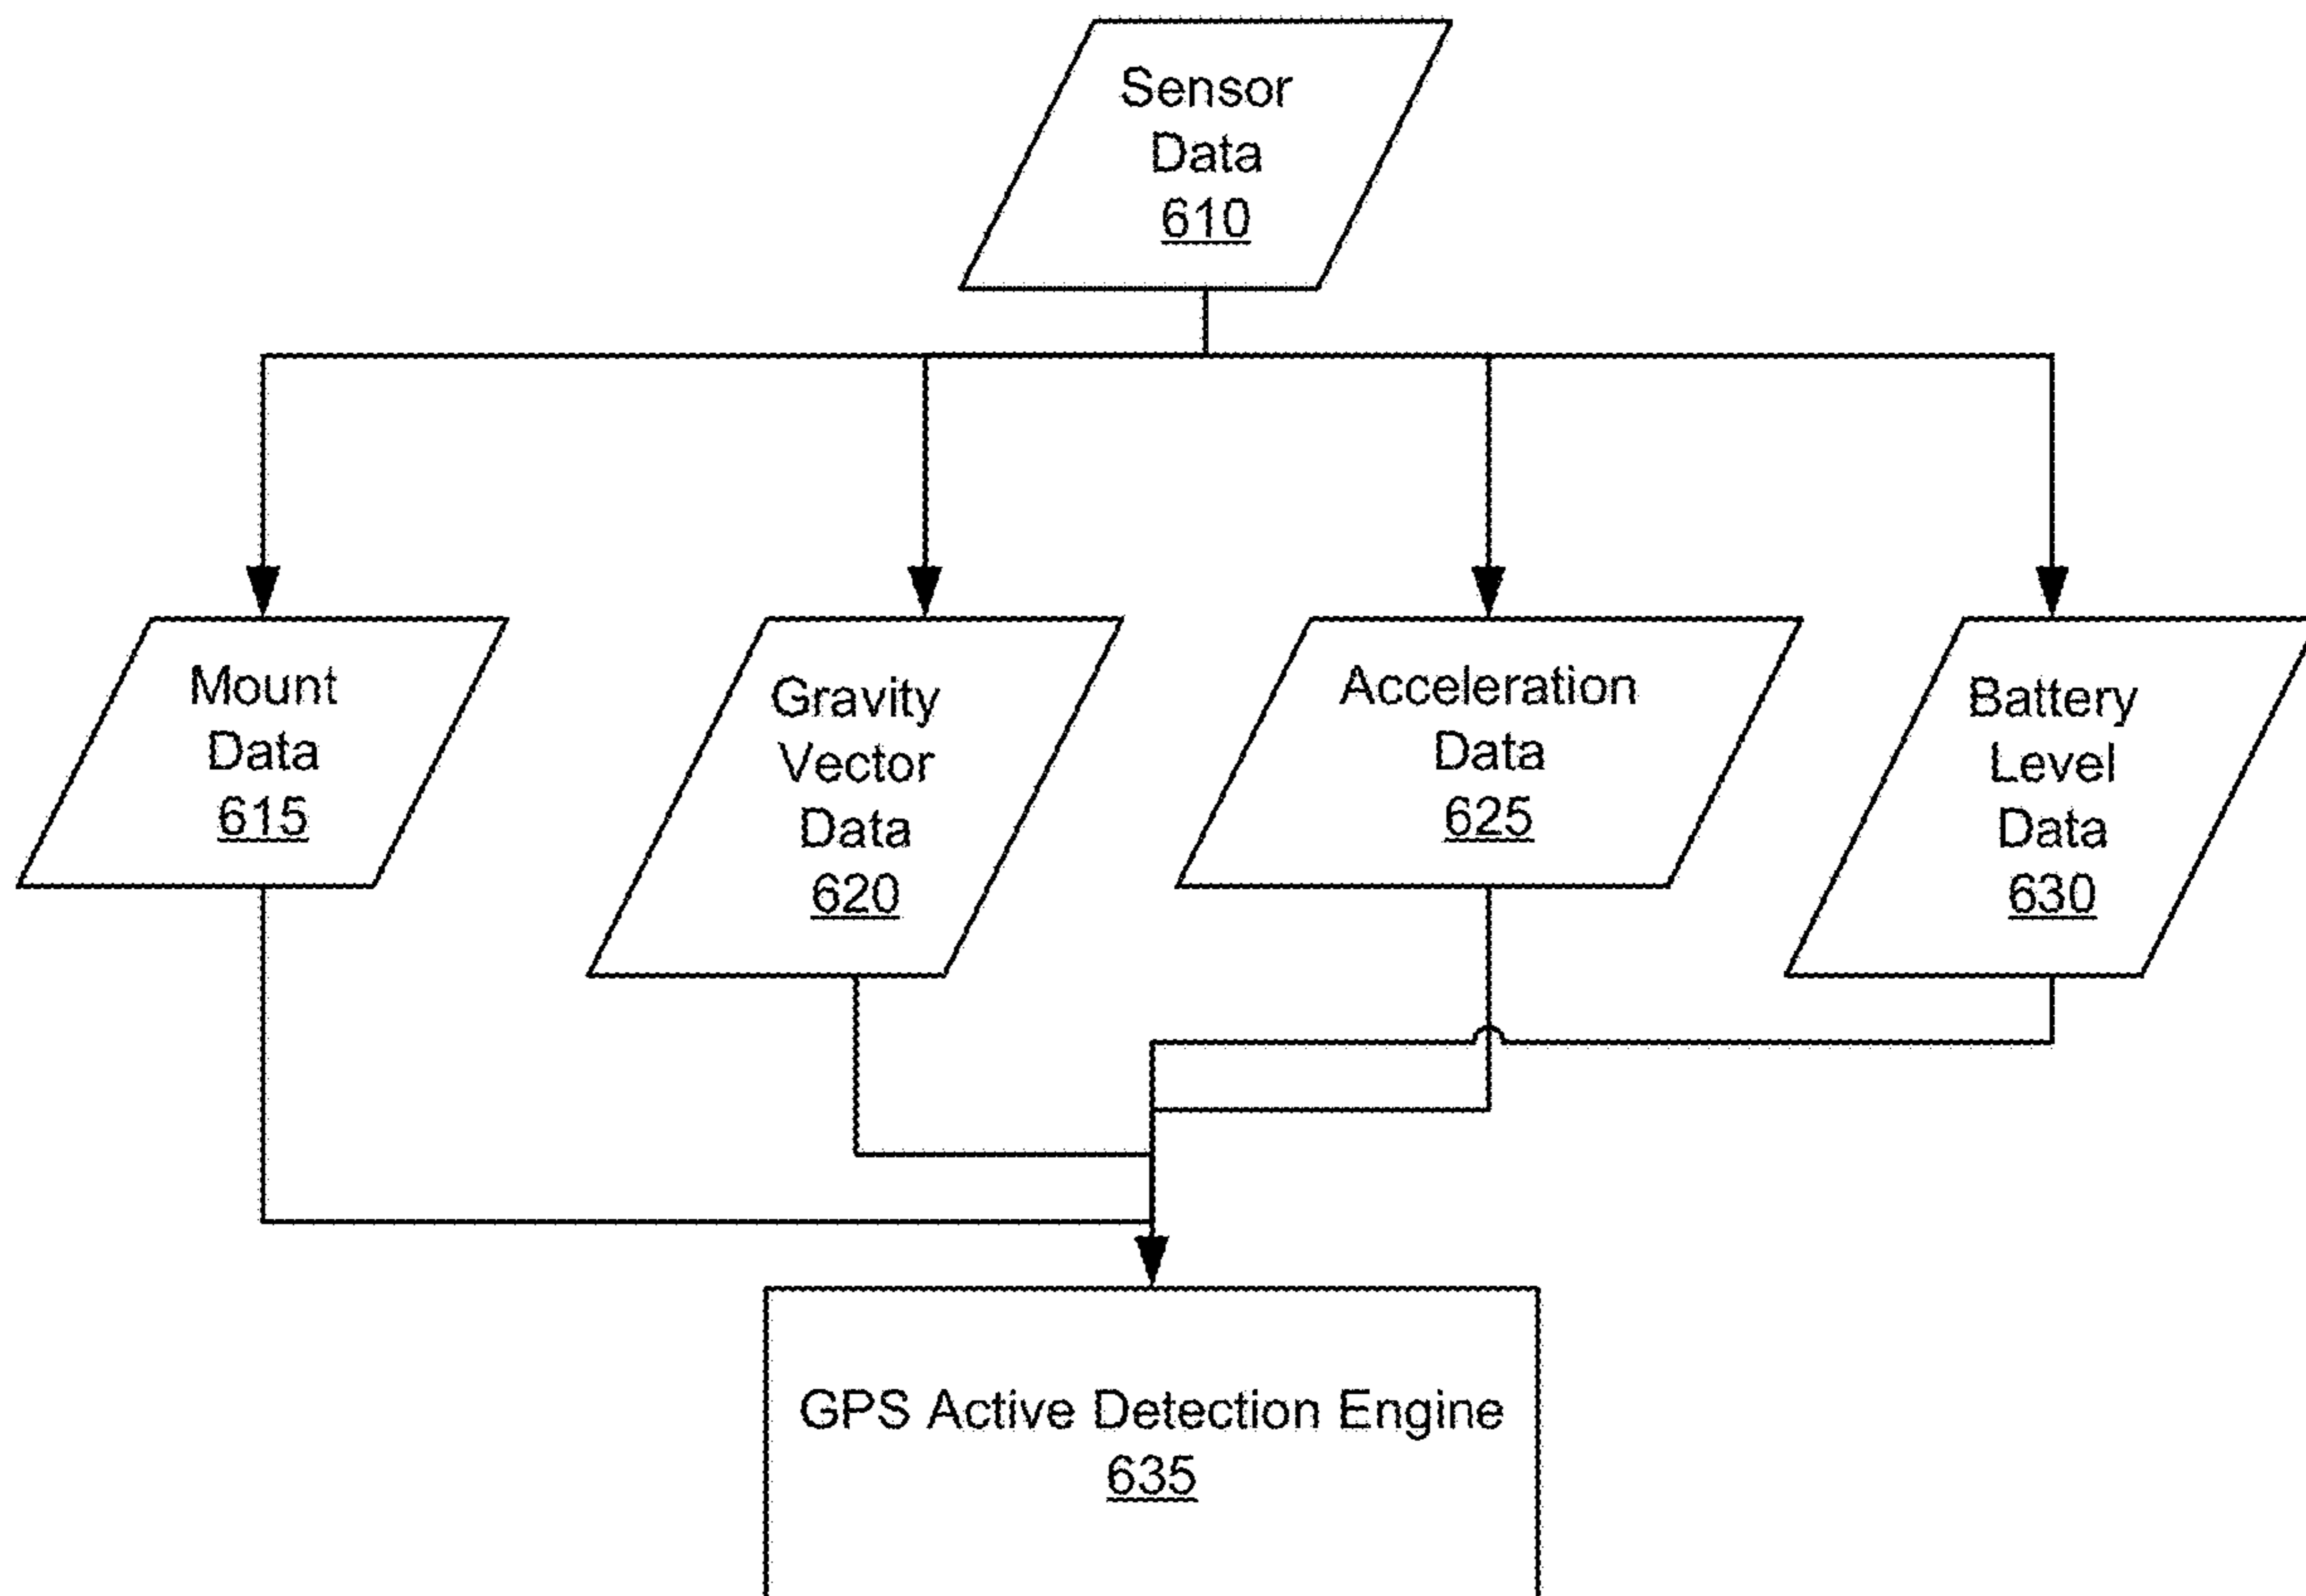 Sensor
Data
610
Mount
Data
615
Gravity
Vector
Data
620
Acceleration
Data
625
Battery
Level
Data
630
GPS Active Detection Engine
635